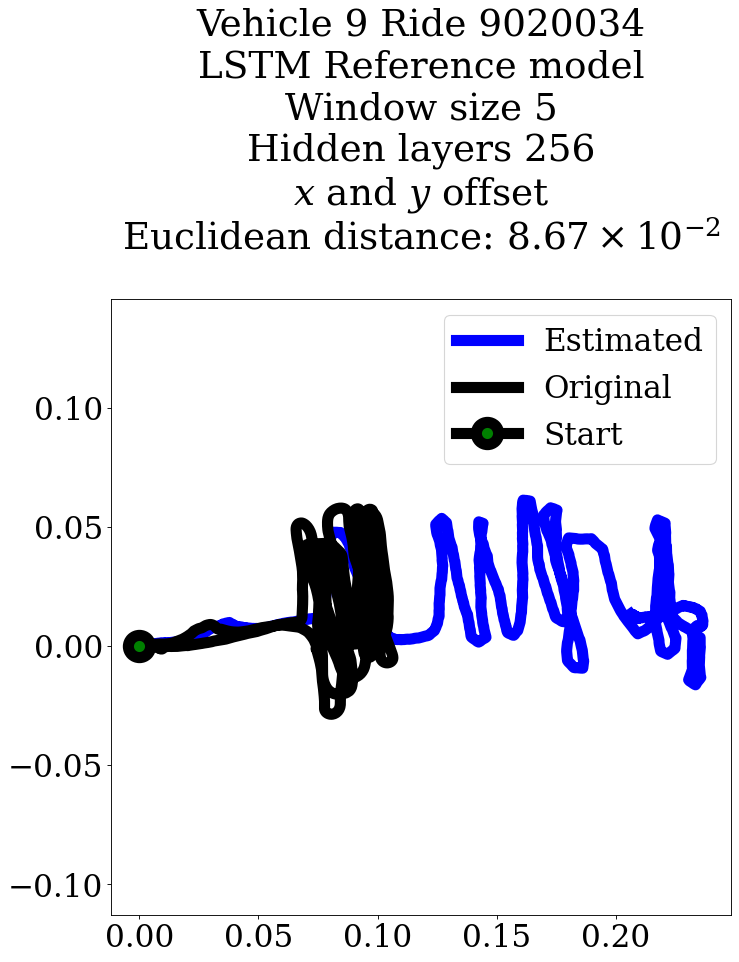 Vehicle 9 Ride 9020034
LSTM Reference model
Window size 5
Hidden layers 256
x and y offset
Euclidean distance: 8.67 × 10⁻²
Estimated
Original
Start
0.10
0.05
0.00
−0.05
−0.10
0.00 0.05 0.10 0.15 0.20